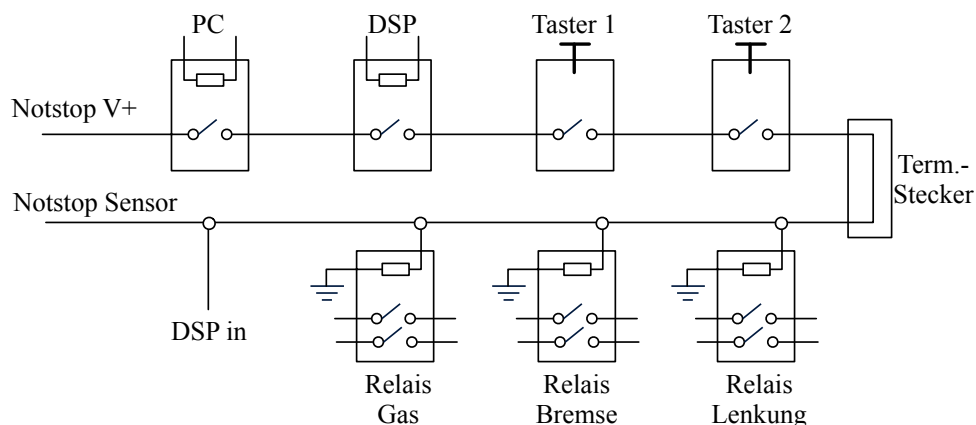 PC
DSP
Taster 1
Taster 2
Notstop V+
Term.-
Stecker
Notstop Sensor
DSP in
Relais
Gas
Relais
Bremse
Relais
Lenkung